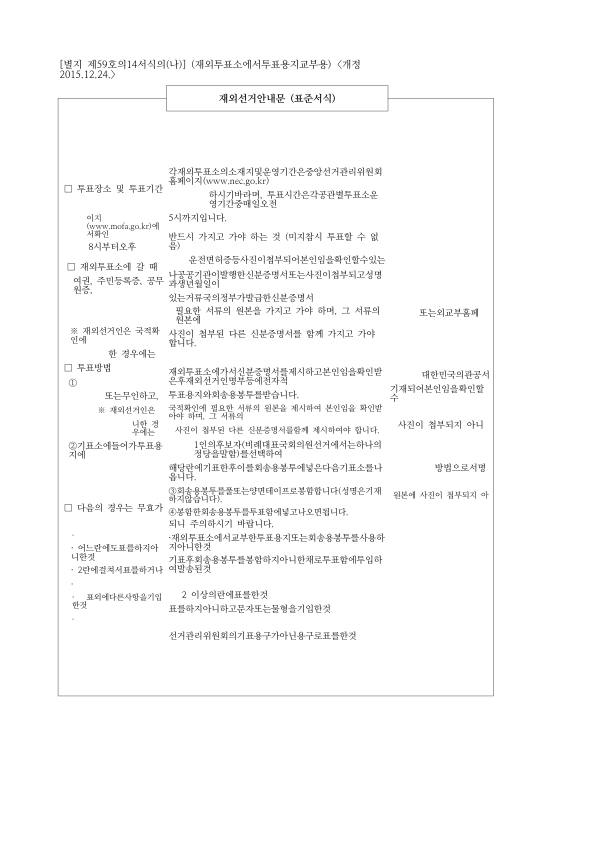 [별지 제59호의14서식의(나)] (재외투표소에서투표용지교부용) <개정
2015.12.24.>
재외선거안내문 (표준서식)
각재외투표소의소재지및운영기간은중앙선거관리위원회
홈페이지(www.nec.go.kr)
□ 투표장소 및 투표기간
하시기바라며, 투표시간은각공관별투표소운
영기간중매일오전
이지
(www.mofa.go.kr)에
서확인
5시까지입니다.
8시부터오후
반드시 가지고 가야 하는 것 (미지참시 투표할 수 없
음)
운전면허증등사진이첩부되어본인임을확인할수있는
□ 재외투표소에 갈 때
나공공기관이발행한신분증명서또는사진이첩부되고성명
과생년월일이
여권, 주민등록증, 공무
원증,
있는거류국의정부가발급한신분증명서
필요한 서류의 원본을 가지고 가야 하며, 그 서류의
원본에
또는외교부홈페
※ 재외선거인은 국적확
인에
사진이 첩부된 다른 신분증명서를 함께 가지고 가야
합니다.
한 경우에는
□ 투표방법
재외투표소에가서신분증명서를제시하고본인임을확인받
은후재외선거인명부등에전자적
대한민국의관공서
①
또는무인하고,
투표용지와회송용봉투를받습니다.
기재되어본인임을확인할
수
※ 재외선거인은
국적확인에 필요한 서류의 원본을 제시하여 본인임을 확인받
아야 하며, 그 서류의
니한 경
우에는
사진이 첩부된 다른 신분증명서를함께 제시하여야 합니다.
사진이 첩부되지 아니
②기표소에들어가투표용
지에
1인의후보자(비례대표국회의원선거에서는하나의
정당을말함)를선택하여
해당란에기표한후이를회송용봉투에넣은다음기표소를나
옵니다.
방법으로서명
③회송용봉투를풀또는양면테이프로봉함합니다(성명은기재
하지않습니다).
원본에 사진이 첩부되지 아
□ 다음의 경우는 무효가
④봉함한회송용봉투를투표함에넣고나오면됩니다.
되니 주의하시기 바랍니다.
·
·재외투표소에서교부한투표용지또는회송용봉투를사용하
지아니한것
· 어느란에도표를하지아
니한것
기표후회송용봉투를봉함하지아니한채로투표함에투입하
여발송된것
· 2란에걸쳐서표를하거나
·
2 이상의란에표를한것
· 표외에다른사항을기입
한것
표를하지아니하고문자또는물형을기입한것
·
선거관리위원회의기표용구가아닌용구로표를한것